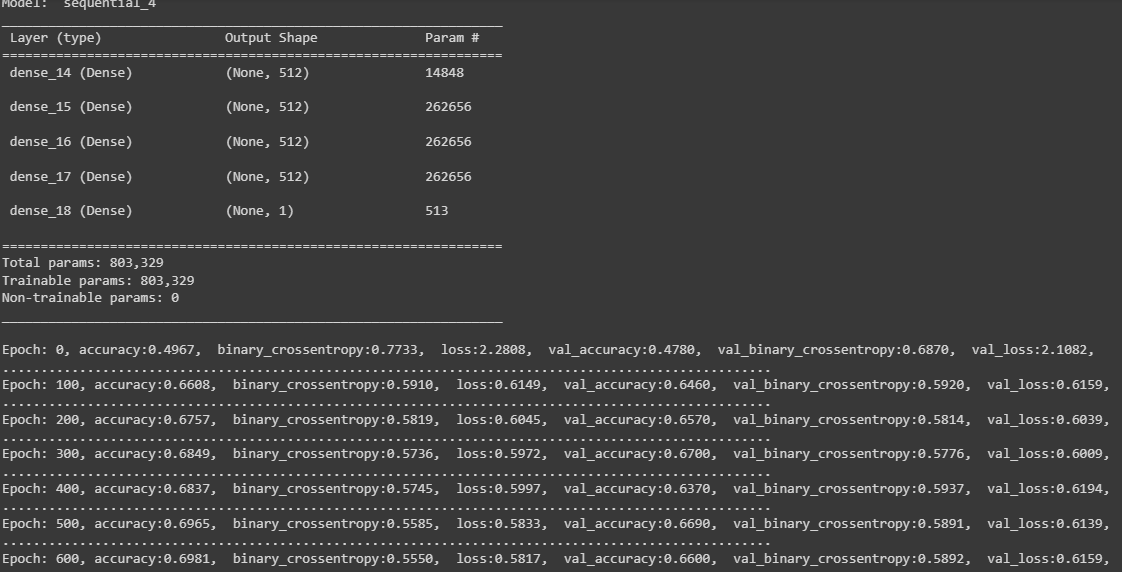 Model: sequential_4
_________________________________________________________________
Layer (type) Output Shape Param #
=================================================================
dense_14 (Dense) (None, 512) 14848
dense_15 (Dense) (None, 512) 262656
dense_16 (Dense) (None, 512) 262656
dense_17 (Dense) (None, 512) 262656
dense_18 (Dense) (None, 1) 513
=================================================================
Total params: 803,329
Trainable params: 803,329
Non-trainable params: 0
_________________________________________________________________
Epoch: 0, accuracy:0.4967, binary_crossentropy:0.7733, loss:2.2808, val_accuracy:0.4780, val_binary_crossentropy:0.6870, val_loss:2.1082,
....................................................................................................
Epoch: 100, accuracy:0.6608, binary_crossentropy:0.5910, loss:0.6149, val_accuracy:0.6460, val_binary_crossentropy:0.5920, val_loss:0.6159,
....................................................................................................
Epoch: 200, accuracy:0.6757, binary_crossentropy:0.5819, loss:0.6045, val_accuracy:0.6570, val_binary_crossentropy:0.5814, val_loss:0.6039,
....................................................................................................
Epoch: 300, accuracy:0.6849, binary_crossentropy:0.5736, loss:0.5972, val_accuracy:0.6700, val_binary_crossentropy:0.5776, val_loss:0.6009,
....................................................................................................
Epoch: 400, accuracy:0.6837, binary_crossentropy:0.5745, loss:0.5997, val_accuracy:0.6370, val_binary_crossentropy:0.5937, val_loss:0.6194,
....................................................................................................
Epoch: 500, accuracy:0.6965, binary_crossentropy:0.5585, loss:0.5833, val_accuracy:0.6690, val_binary_crossentropy:0.5891, val_loss:0.6139,
....................................................................................................
Epoch: 600, accuracy:0.6981, binary_crossentropy:0.5550, loss:0.5817, val_accuracy:0.6600, val_binary_crossentropy:0.5892, val_loss:0.6159,